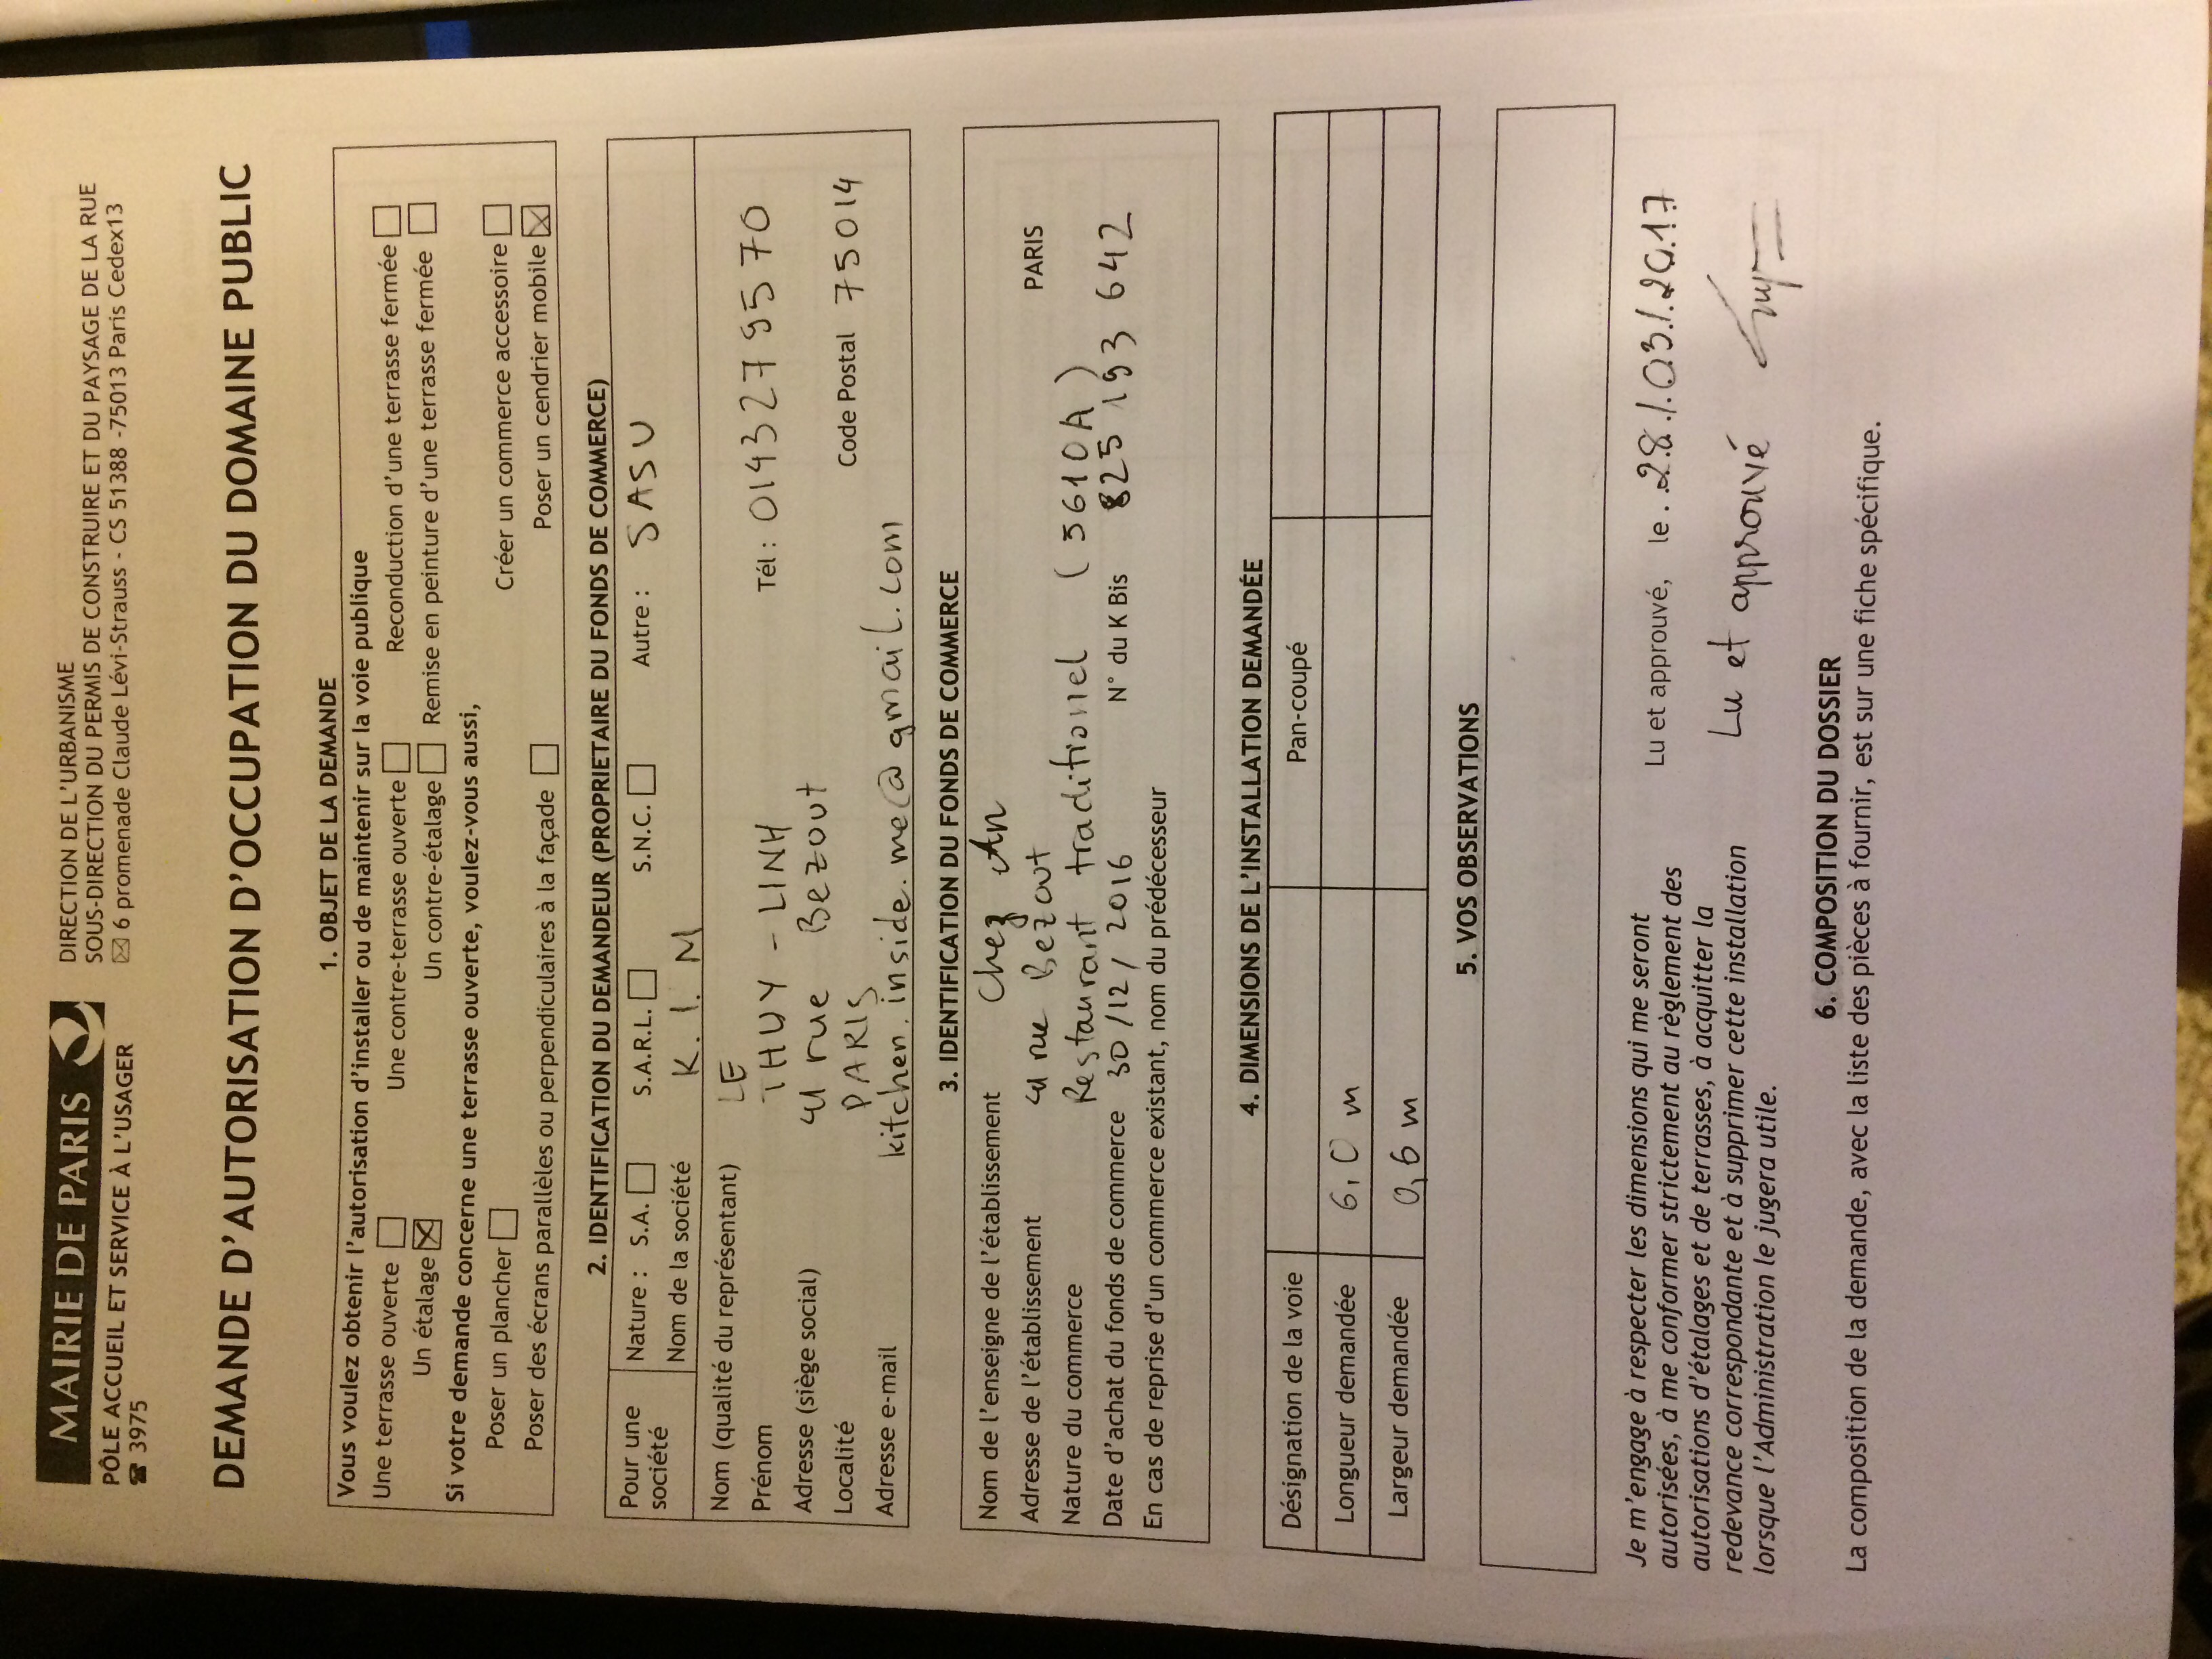 MAIRIE DE PARIS
PÔLE ACCUEIL ET SERVICE À L'USAGER
☎ 3975
DIRECTION DE L'URBANISME
SOUS-DIRECTION DU PERMIS DE CONSTRUIRE ET DU PAYSAGE DE LA RUE
✉ 6 promenade Claude Lévi-Strauss - CS 51388 -75013 Paris Cedex13
DEMANDE D'AUTORISATION D'OCCUPATION DU DOMAINE PUBLIC
1. OBJET DE LA DEMANDE
Vous voulez obtenir l'autorisation d'installer ou de maintenir sur la voie publique
Une terrasse ouverte ☐ Une contre-terrasse ouverte ☐ Reconduction d'une terrasse fermée ☐
Un étalage ☒ Un contre-étalage ☐ Remise en peinture d'une terrasse fermée ☐
Si votre demande concerne une terrasse ouverte, voulez-vous aussi,
Poser un plancher ☐ Créer un commerce accessoire ☐
Poser des écrans parallèles ou perpendiculaires à la façade ☐ Poser un cendrier mobile ☒
2. IDENTIFICATION DU DEMANDEUR (PROPRIETAIRE DU FONDS DE COMMERCE)
Pour une société
Nature : S.A. ☐ S.A.R.L. ☐ S.N.C. ☐ Autre : SASU
Nom de la société K. I. M
Nom (qualité du représentant) LE
Prénom THUY - LINH Tél : 0143279570
Adresse (siège social) 41 rue Bezout
Localité PARIS Code Postal 75014
Adresse e-mail kitchen.inside.me@gmail.com
3. IDENTIFICATION DU FONDS DE COMMERCE
Nom de l'enseigne de l'établissement Chez An
Adresse de l'établissement 41 rue Bezout PARIS
Nature du commerce Restaurant traditionel (5610A)
Date d'achat du fonds de commerce 30/12/2016 N° du K Bis 825 193 642
En cas de reprise d'un commerce existant, nom du prédécesseur
4. DIMENSIONS DE L'INSTALLATION DEMANDÉE
Désignation de la voie Pan-coupé
Longueur demandée 6,0 m
Largeur demandée 0,6 m
5. VOS OBSERVATIONS
Je m'engage à respecter les dimensions qui me seront
autorisées, à me conformer strictement au règlement des
autorisations d'étalages et de terrasses, à acquitter la
redevance correspondante et à supprimer cette installation
lorsque l'Administration le jugera utile.
Lu et approuvé, le 28/03/2017
Lu et approuvé
6. COMPOSITION DU DOSSIER
La composition de la demande, avec la liste des pièces à fournir, est sur une fiche spécifique.